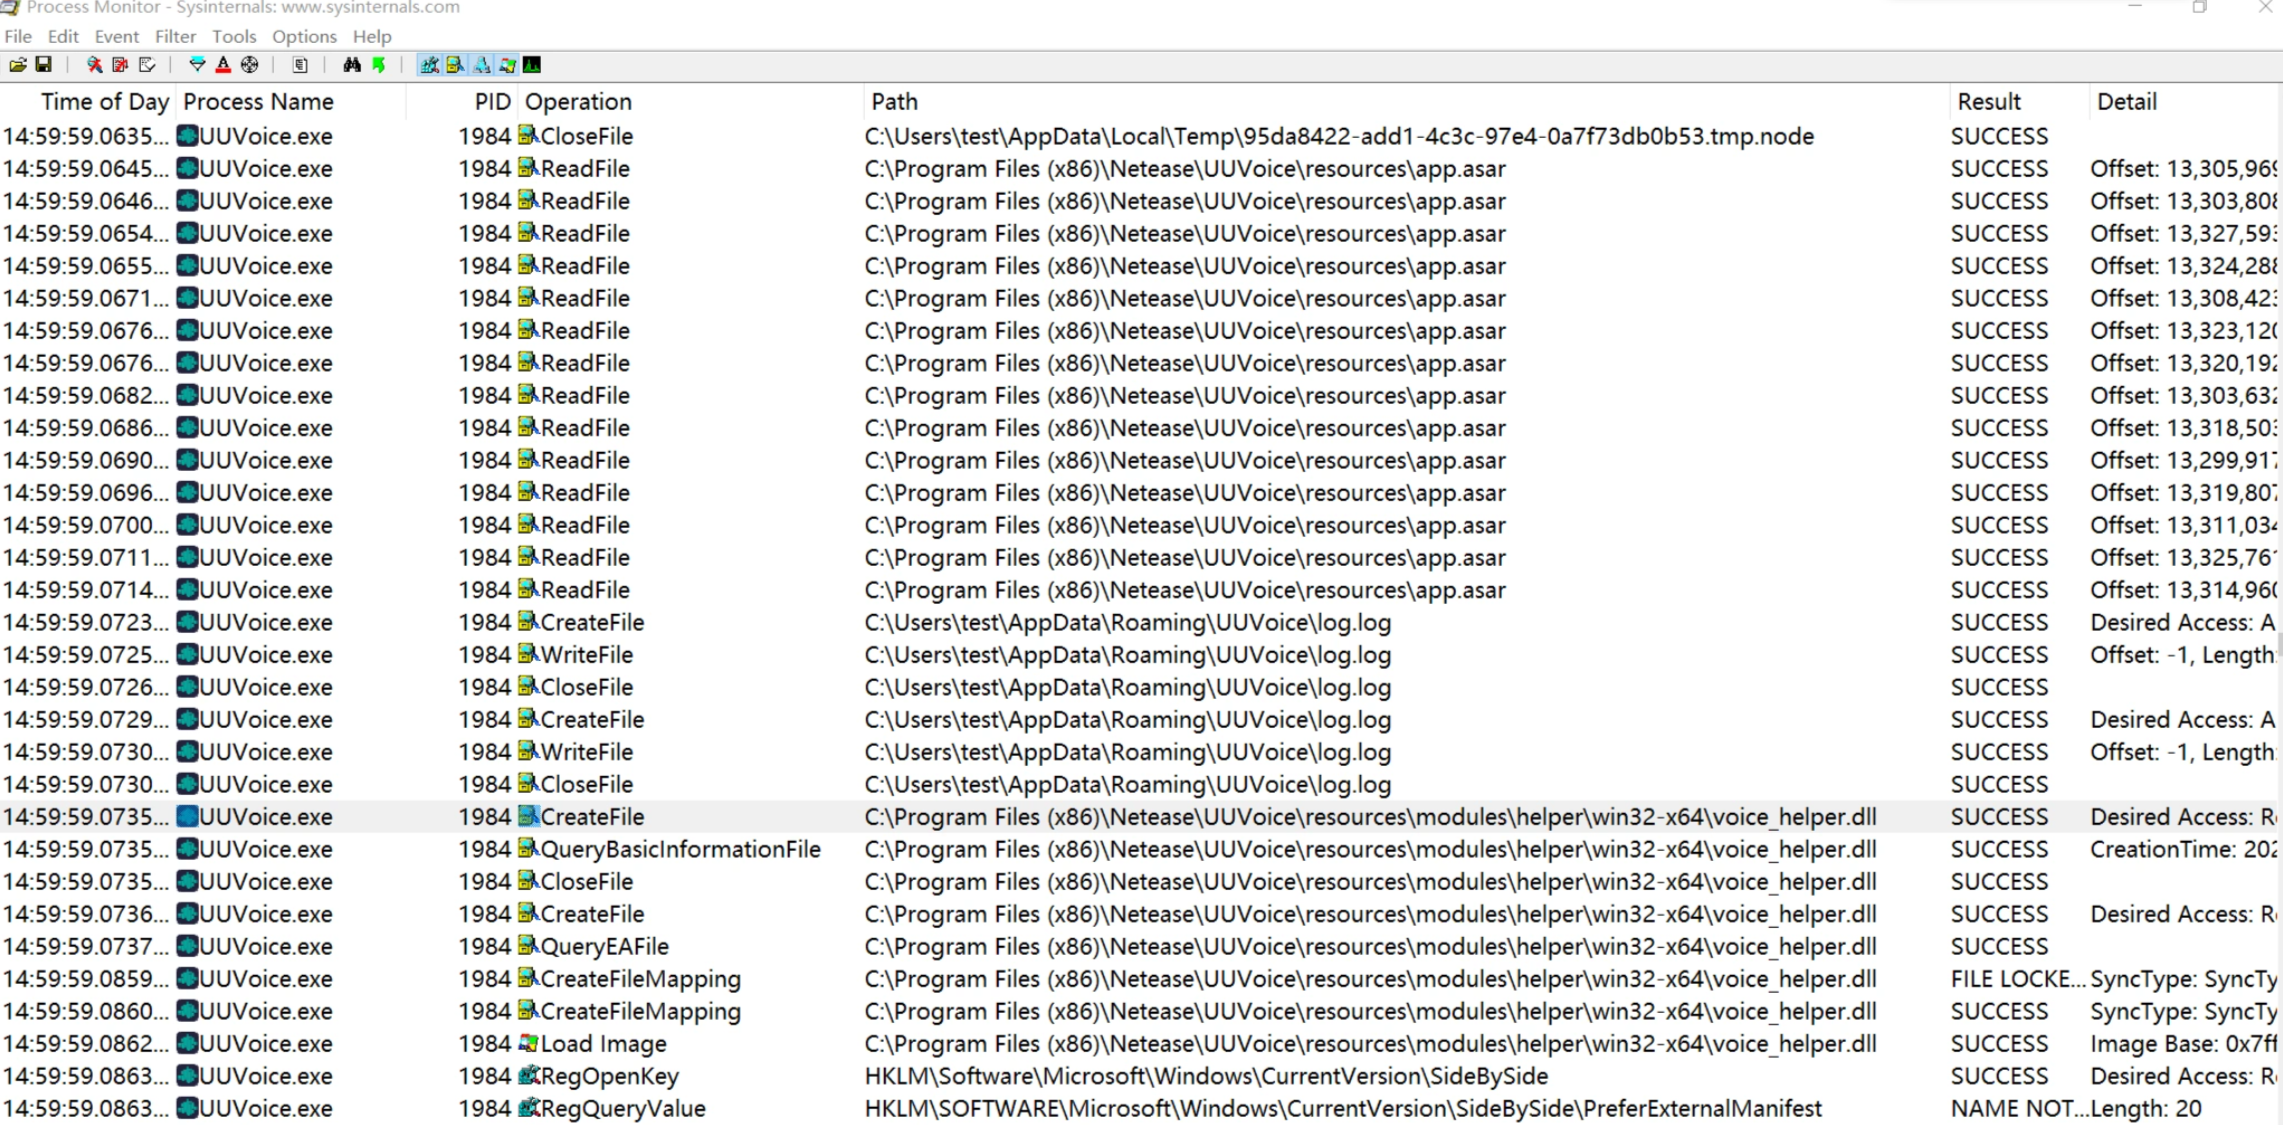 Process Monitor - Sysinternals: www.sysinternals.com
File Edit Event Filter Tools Options Help
Time of Day Process Name PID Operation Path Result Detail
14:59:59.0635... UUVoice.exe 1984 CloseFile C:\Users\test\AppData\Local\Temp\95da8422-add1-4c3c-97e4-0a7f73db0b53.tmp.node SUCCESS
14:59:59.0645... UUVoice.exe 1984 ReadFile C:\Program Files (x86)\Netease\UUVoice\resources\app.asar SUCCESS Offset: 13,305,969
14:59:59.0646... UUVoice.exe 1984 ReadFile C:\Program Files (x86)\Netease\UUVoice\resources\app.asar SUCCESS Offset: 13,303,808
14:59:59.0654... UUVoice.exe 1984 ReadFile C:\Program Files (x86)\Netease\UUVoice\resources\app.asar SUCCESS Offset: 13,327,593
14:59:59.0655... UUVoice.exe 1984 ReadFile C:\Program Files (x86)\Netease\UUVoice\resources\app.asar SUCCESS Offset: 13,324,288
14:59:59.0671... UUVoice.exe 1984 ReadFile C:\Program Files (x86)\Netease\UUVoice\resources\app.asar SUCCESS Offset: 13,308,423
14:59:59.0676... UUVoice.exe 1984 ReadFile C:\Program Files (x86)\Netease\UUVoice\resources\app.asar SUCCESS Offset: 13,323,120
14:59:59.0676... UUVoice.exe 1984 ReadFile C:\Program Files (x86)\Netease\UUVoice\resources\app.asar SUCCESS Offset: 13,320,192
14:59:59.0682... UUVoice.exe 1984 ReadFile C:\Program Files (x86)\Netease\UUVoice\resources\app.asar SUCCESS Offset: 13,303,632
14:59:59.0686... UUVoice.exe 1984 ReadFile C:\Program Files (x86)\Netease\UUVoice\resources\app.asar SUCCESS Offset: 13,318,503
14:59:59.0690... UUVoice.exe 1984 ReadFile C:\Program Files (x86)\Netease\UUVoice\resources\app.asar SUCCESS Offset: 13,299,917
14:59:59.0696... UUVoice.exe 1984 ReadFile C:\Program Files (x86)\Netease\UUVoice\resources\app.asar SUCCESS Offset: 13,319,807
14:59:59.0700... UUVoice.exe 1984 ReadFile C:\Program Files (x86)\Netease\UUVoice\resources\app.asar SUCCESS Offset: 13,311,034
14:59:59.0711... UUVoice.exe 1984 ReadFile C:\Program Files (x86)\Netease\UUVoice\resources\app.asar SUCCESS Offset: 13,325,761
14:59:59.0714... UUVoice.exe 1984 ReadFile C:\Program Files (x86)\Netease\UUVoice\resources\app.asar SUCCESS Offset: 13,314,960
14:59:59.0723... UUVoice.exe 1984 CreateFile C:\Users\test\AppData\Roaming\UUVoice\log.log SUCCESS Desired Access: A
14:59:59.0725... UUVoice.exe 1984 WriteFile C:\Users\test\AppData\Roaming\UUVoice\log.log SUCCESS Offset: -1, Length:
14:59:59.0726... UUVoice.exe 1984 CloseFile C:\Users\test\AppData\Roaming\UUVoice\log.log SUCCESS
14:59:59.0729... UUVoice.exe 1984 CreateFile C:\Users\test\AppData\Roaming\UUVoice\log.log SUCCESS Desired Access: A
14:59:59.0730... UUVoice.exe 1984 WriteFile C:\Users\test\AppData\Roaming\UUVoice\log.log SUCCESS Offset: -1, Length:
14:59:59.0730... UUVoice.exe 1984 CloseFile C:\Users\test\AppData\Roaming\UUVoice\log.log SUCCESS
14:59:59.0735... UUVoice.exe 1984 CreateFile C:\Program Files (x86)\Netease\UUVoice\resources\modules\helper\win32-x64\voice_helper.dll SUCCESS Desired Access: R
14:59:59.0735... UUVoice.exe 1984 QueryBasicInformationFile C:\Program Files (x86)\Netease\UUVoice\resources\modules\helper\win32-x64\voice_helper.dll SUCCESS CreationTime: 202
14:59:59.0735... UUVoice.exe 1984 CloseFile C:\Program Files (x86)\Netease\UUVoice\resources\modules\helper\win32-x64\voice_helper.dll SUCCESS
14:59:59.0736... UUVoice.exe 1984 CreateFile C:\Program Files (x86)\Netease\UUVoice\resources\modules\helper\win32-x64\voice_helper.dll SUCCESS Desired Access: R
14:59:59.0737... UUVoice.exe 1984 QueryEAFile C:\Program Files (x86)\Netease\UUVoice\resources\modules\helper\win32-x64\voice_helper.dll SUCCESS
14:59:59.0859... UUVoice.exe 1984 CreateFileMapping C:\Program Files (x86)\Netease\UUVoice\resources\modules\helper\win32-x64\voice_helper.dll FILE LOCKE... SyncType: SyncTy
14:59:59.0860... UUVoice.exe 1984 CreateFileMapping C:\Program Files (x86)\Netease\UUVoice\resources\modules\helper\win32-x64\voice_helper.dll SUCCESS SyncType: SyncTy
14:59:59.0862... UUVoice.exe 1984 Load Image C:\Program Files (x86)\Netease\UUVoice\resources\modules\helper\win32-x64\voice_helper.dll SUCCESS Image Base: 0x7ff
14:59:59.0863... UUVoice.exe 1984 RegOpenKey HKLM\Software\Microsoft\Windows\CurrentVersion\SideBySide SUCCESS Desired Access: R
14:59:59.0863... UUVoice.exe 1984 RegQueryValue HKLM\SOFTWARE\Microsoft\Windows\CurrentVersion\SideBySide\PreferExternalManifest NAME NOT... Length: 20